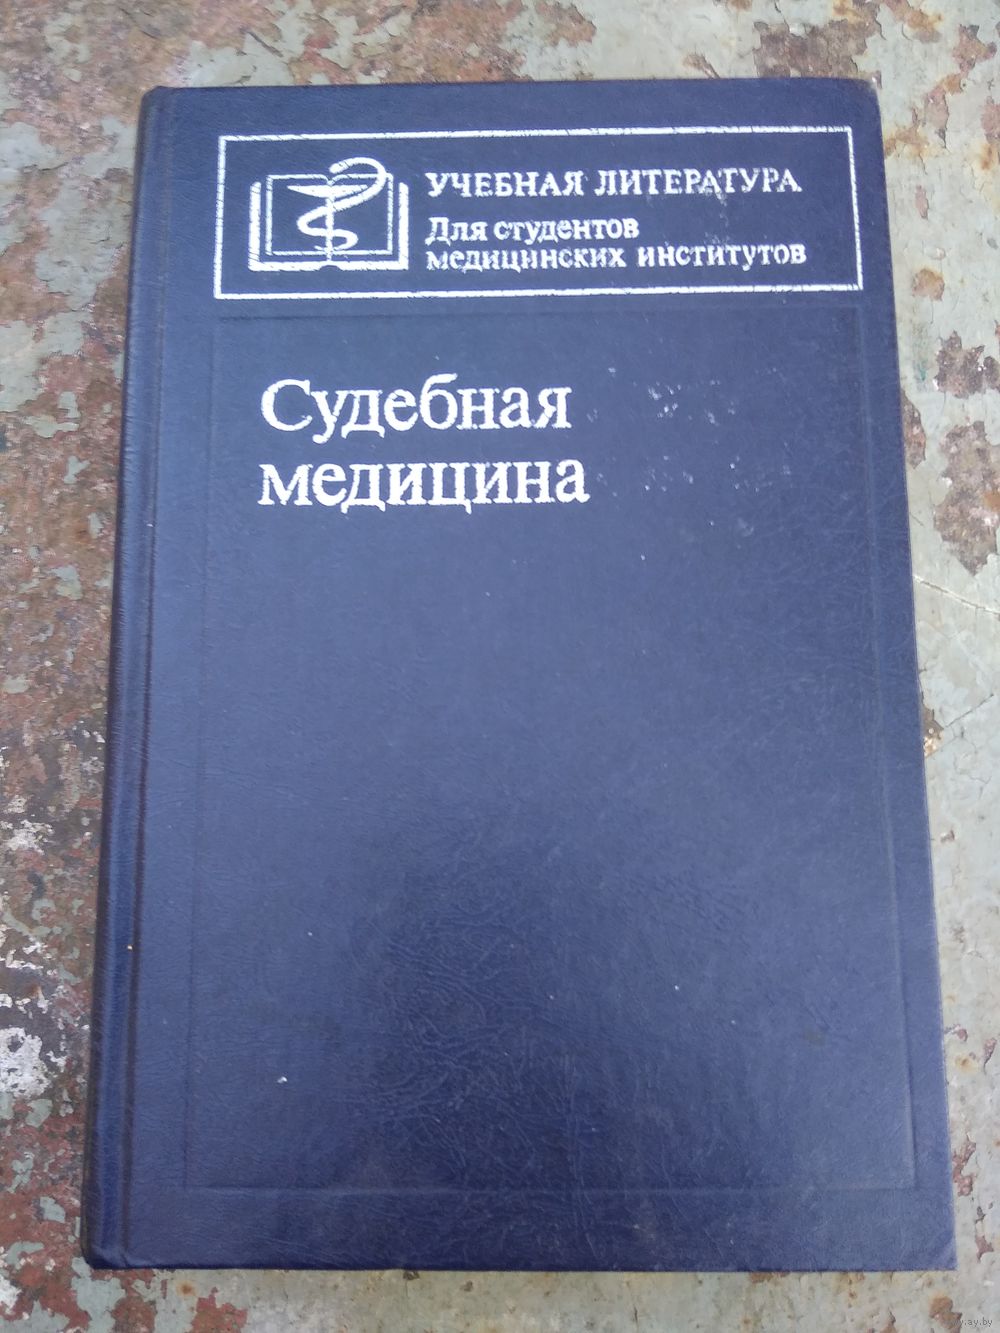 УЧЕБНАЯ ЛИТЕРАТУРА
Для студентов
медицинских институтов
Судебная
медицина